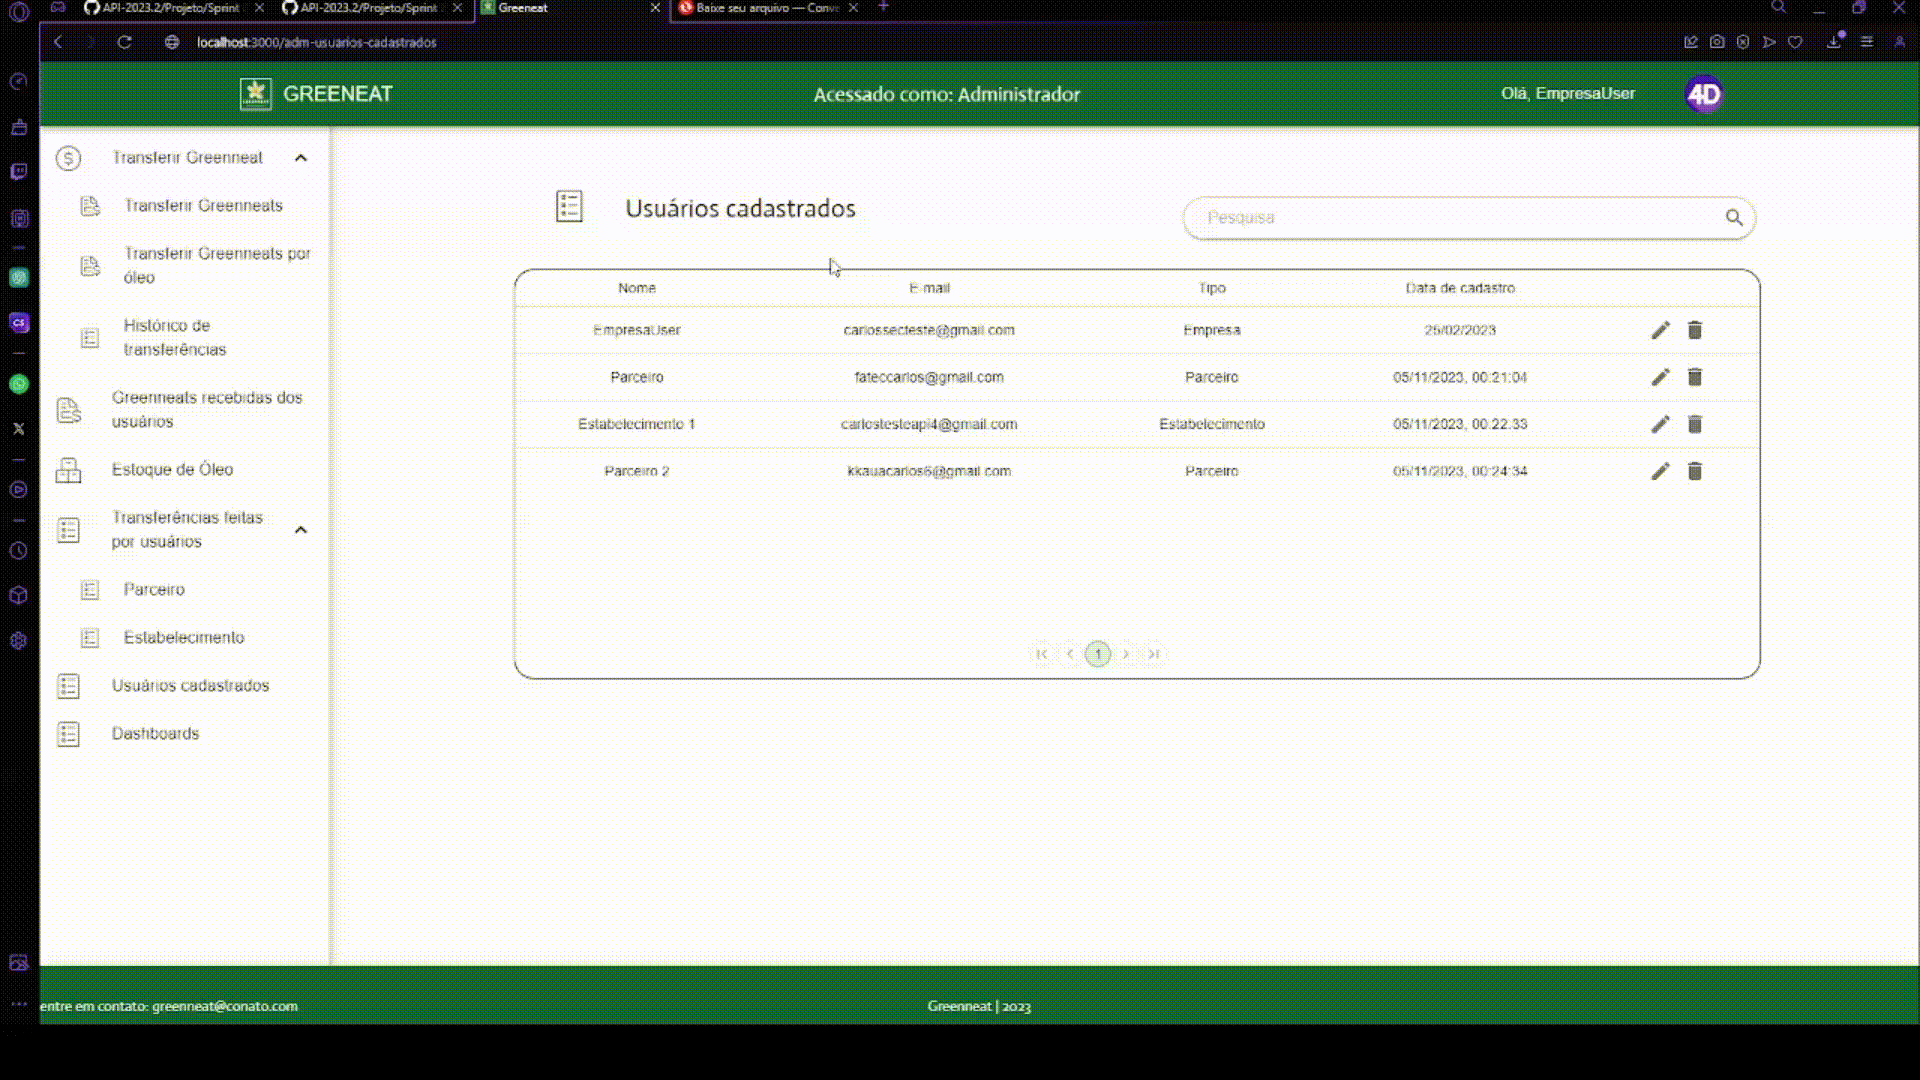 API-2023.2/Projeto/Sprint
API-2023.2/Projeto/Sprint
Greeneat
Baixe seu arquivo — Conve
localhost:3000/adm-usuarios-cadastrados
GREENEAT
Acessado como: Administrador
Olá, EmpresaUser
4D
Transferir Greenneat
Transferir Greenneats
Transferir Greenneats por
óleo
Histórico de
transferências
Greenneats recebidas dos
usuários
Estoque de Óleo
Transferências feitas
por usuários
Parceiro
Estabelecimento
Usuários cadastrados
Dashboards
Usuários cadastrados
Pesquisa
Nome E-mail Tipo Data de cadastro
EmpresaUser carlossecteste@gmail.com Empresa 25/02/2023
Parceiro fateccarlos@gmail.com Parceiro 05/11/2023, 00:21:04
Estabelecimento 1 carlostesteapi4@gmail.com Estabelecimento 05/11/2023, 00:22:33
Parceiro 2 kkauacarlos6@gmail.com Parceiro 05/11/2023, 00:24:34
1
entre em contato: greenneat@conato.com
Greenneat | 2023